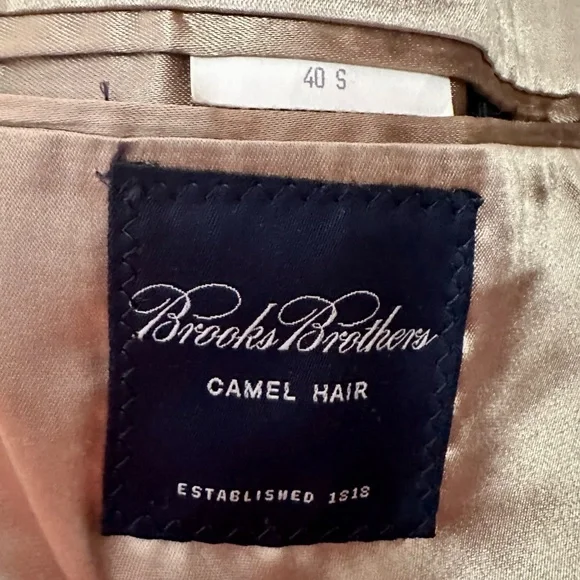 40 S
Brooks Brothers
CAMEL HAIR
ESTABLISHED 1818